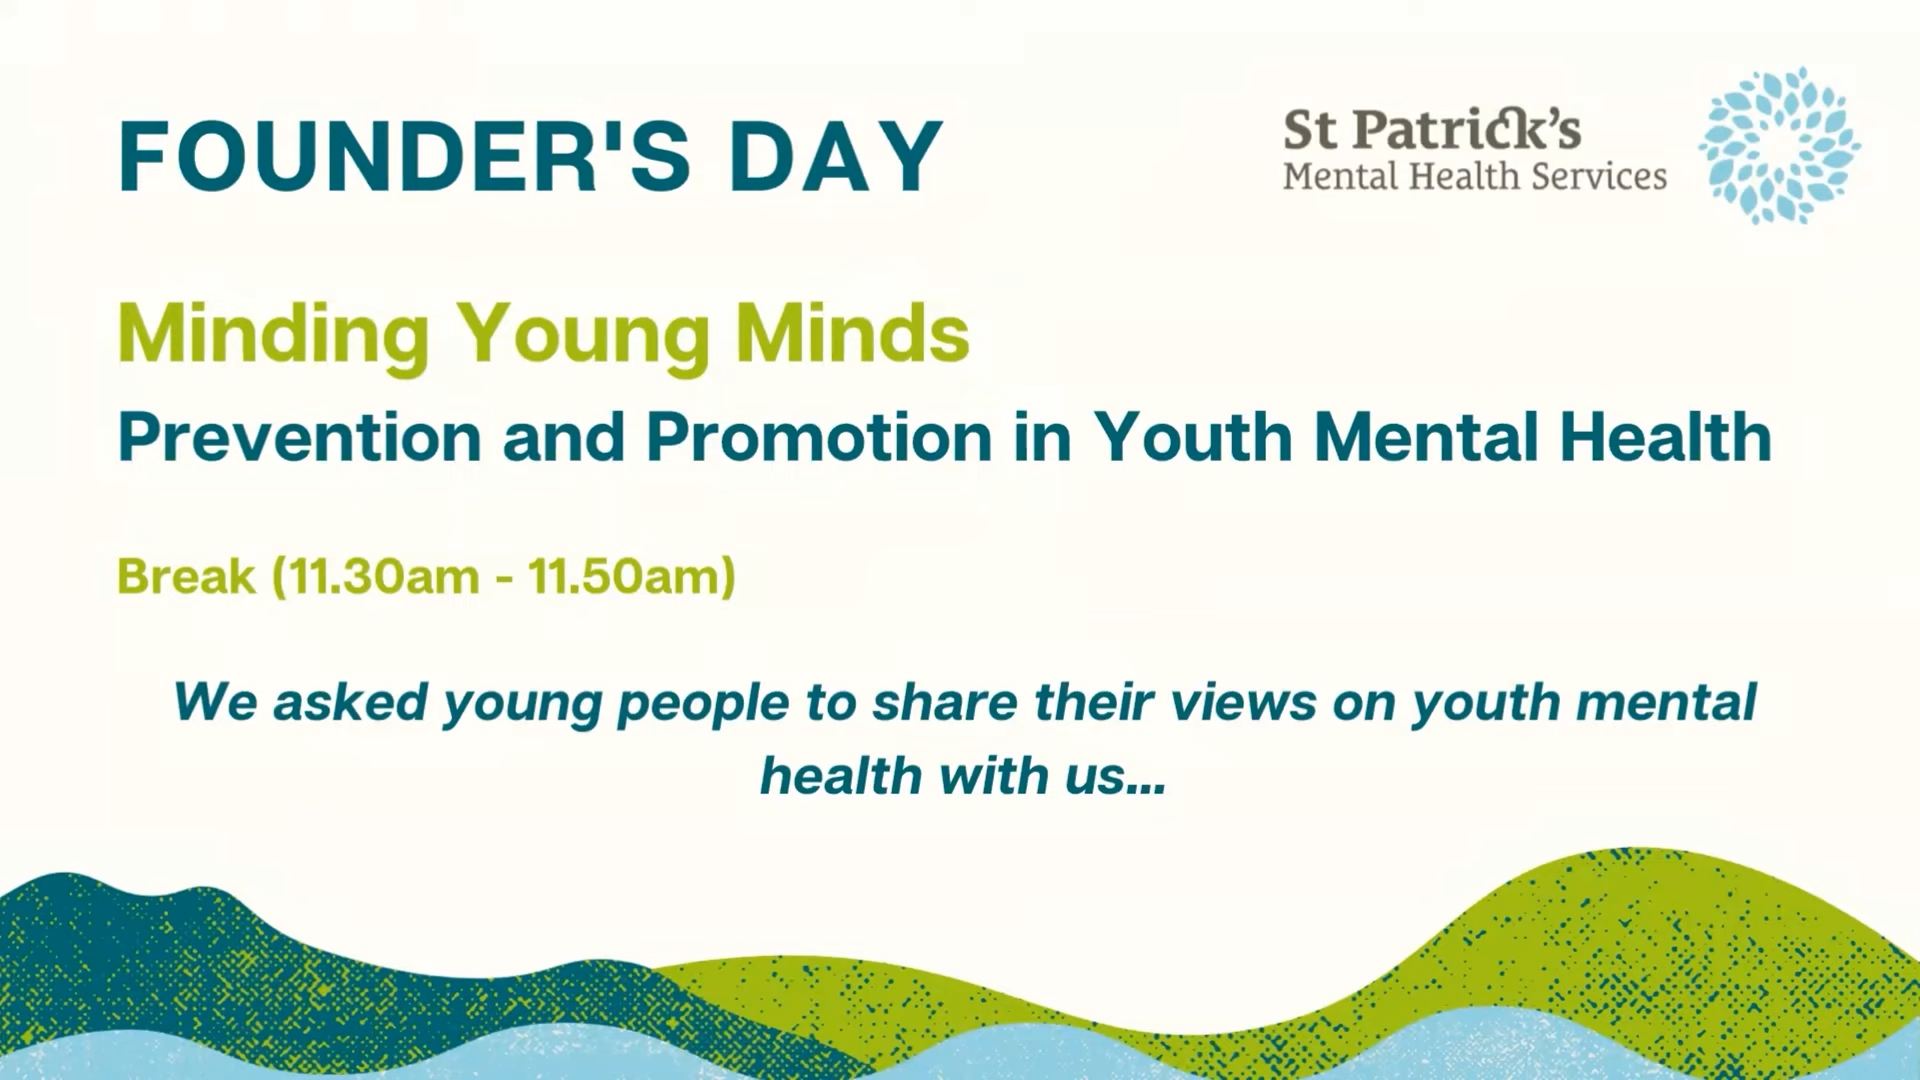 FOUNDER'S DAY
St Patrick's
Mental Health Services
Minding Young Minds
Prevention and Promotion in Youth Mental Health
Break (11.30am - 11.50am)
We asked young people to share their views on youth mental
health with us...